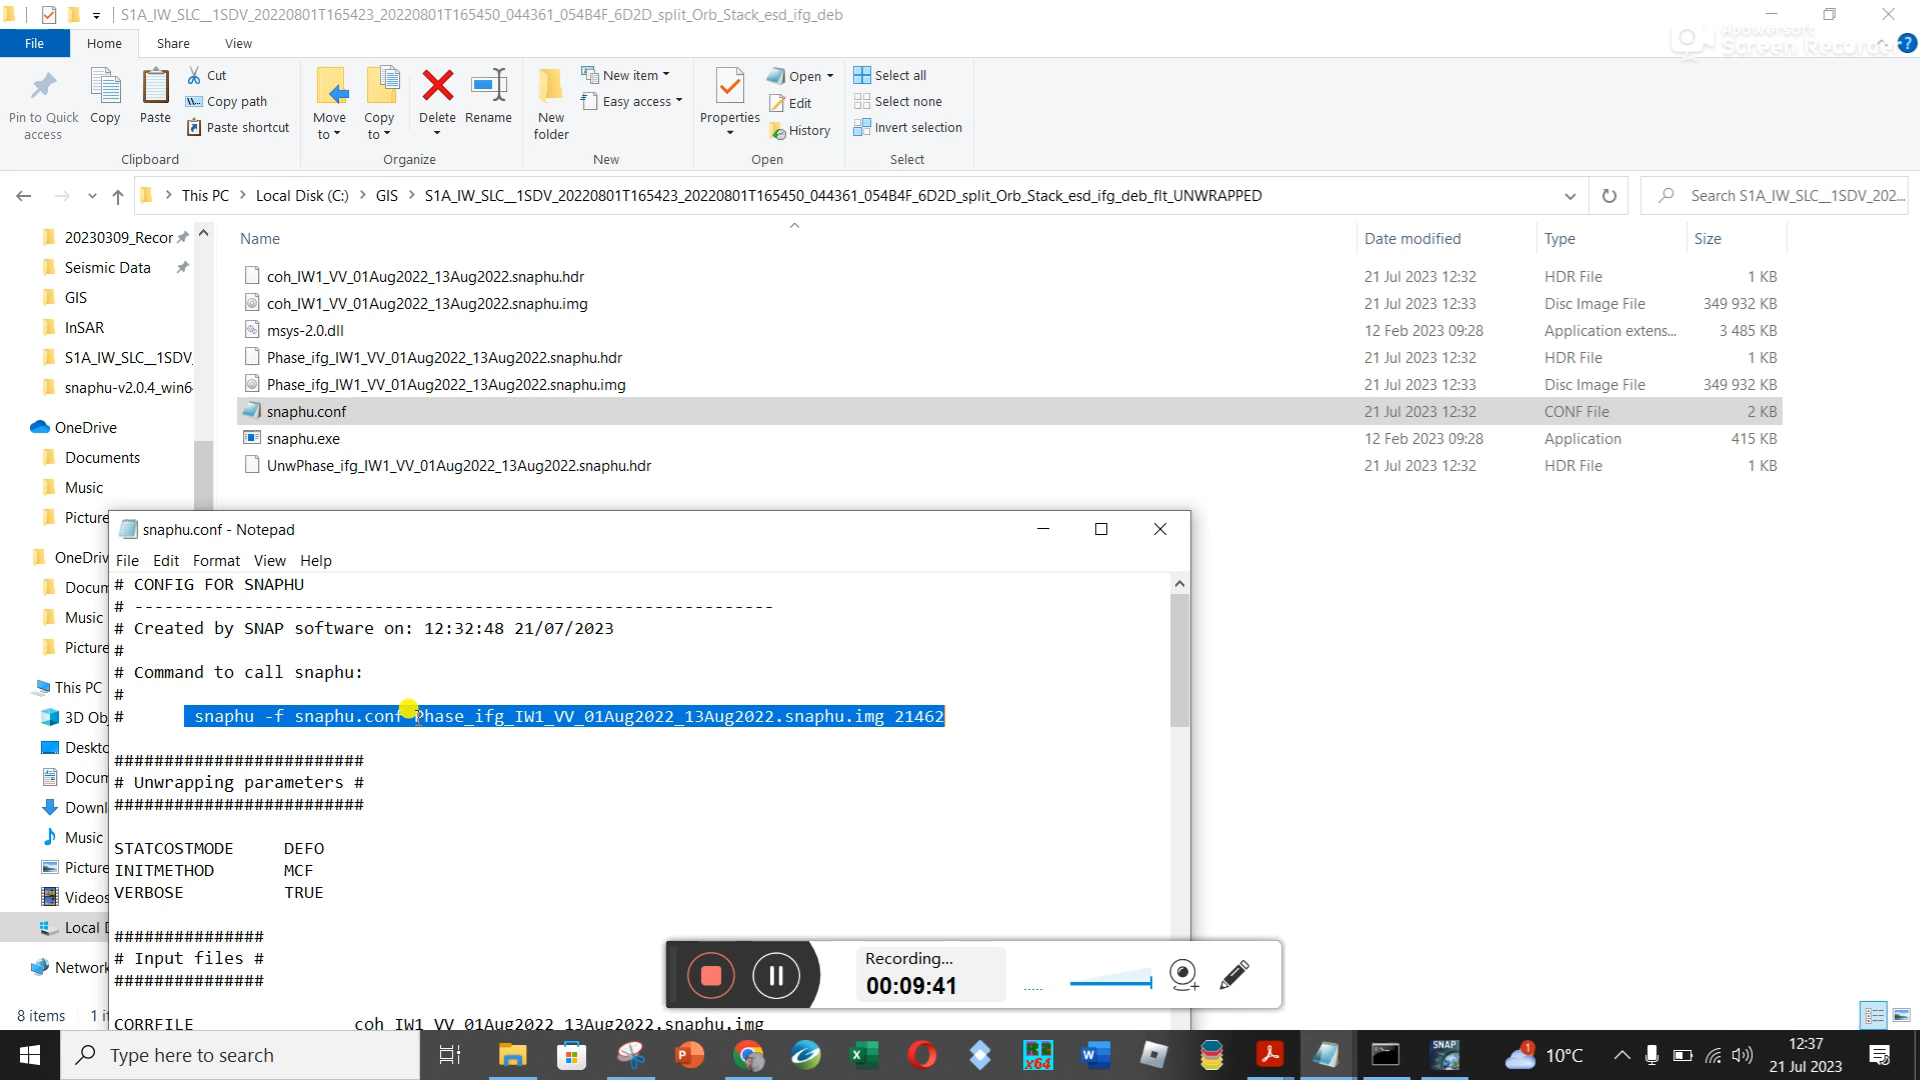 S1A_IW_SLC__1SDV_20220801T165423_20220801T165450_044361_054B4F_6D2D_split_Orb_Stack_esd_ifg_deb
Apowersoft
Screen Recorder
File Home Share View
Pin to Quick access
Copy
Paste
Cut
Copy path
Paste shortcut
Clipboard
Move to
Copy to
Delete
Rename
Organize
New folder
New item
Easy access
New
Properties
Open
Edit
History
Open
Select all
Select none
Invert selection
Select
This PC > Local Disk (C:) > GIS > S1A_IW_SLC__1SDV_20220801T165423_20220801T165450_044361_054B4F_6D2D_split_Orb_Stack_esd_ifg_deb_flt_UNWRAPPED
Search S1A_IW_SLC__1SDV_202...
20230309_Recor
Seismic Data
GIS
InSAR
S1A_IW_SLC__1SDV
snaphu-v2.0.4_win6
OneDrive
Documents
Music
Picture
OneDriv
Docum
Music
Picture
This PC
3D Ob
Deskto
Docum
Downl
Music
Picture
Videos
Local D
Network
Name Date modified Type Size
coh_IW1_VV_01Aug2022_13Aug2022.snaphu.hdr 21 Jul 2023 12:32 HDR File 1 KB
coh_IW1_VV_01Aug2022_13Aug2022.snaphu.img 21 Jul 2023 12:33 Disc Image File 349 932 KB
msys-2.0.dll 12 Feb 2023 09:28 Application extens... 3 485 KB
Phase_ifg_IW1_VV_01Aug2022_13Aug2022.snaphu.hdr 21 Jul 2023 12:32 HDR File 1 KB
Phase_ifg_IW1_VV_01Aug2022_13Aug2022.snaphu.img 21 Jul 2023 12:33 Disc Image File 349 932 KB
snaphu.conf 21 Jul 2023 12:32 CONF File 2 KB
snaphu.exe 12 Feb 2023 09:28 Application 415 KB
UnwPhase_ifg_IW1_VV_01Aug2022_13Aug2022.snaphu.hdr 21 Jul 2023 12:32 HDR File 1 KB
snaphu.conf - Notepad
File Edit Format View Help
# CONFIG FOR SNAPHU
# ----------------------------------------------------------------
# Created by SNAP software on: 12:32:48 21/07/2023
#
# Command to call snaphu:
#
# snaphu -f snaphu.conf Phase_ifg_IW1_VV_01Aug2022_13Aug2022.snaphu.img 21462
#########################
# Unwrapping parameters #
#########################
STATCOSTMODE DEFO
INITMETHOD MCF
VERBOSE TRUE
###############
# Input files #
###############
CORRFILE coh_IW1_VV_01Aug2022_13Aug2022.snaphu.img
Recording...
00:09:41
8 items
Type here to search
R2 x64
SNAP
1
10°C
12:37
21 Jul 2023